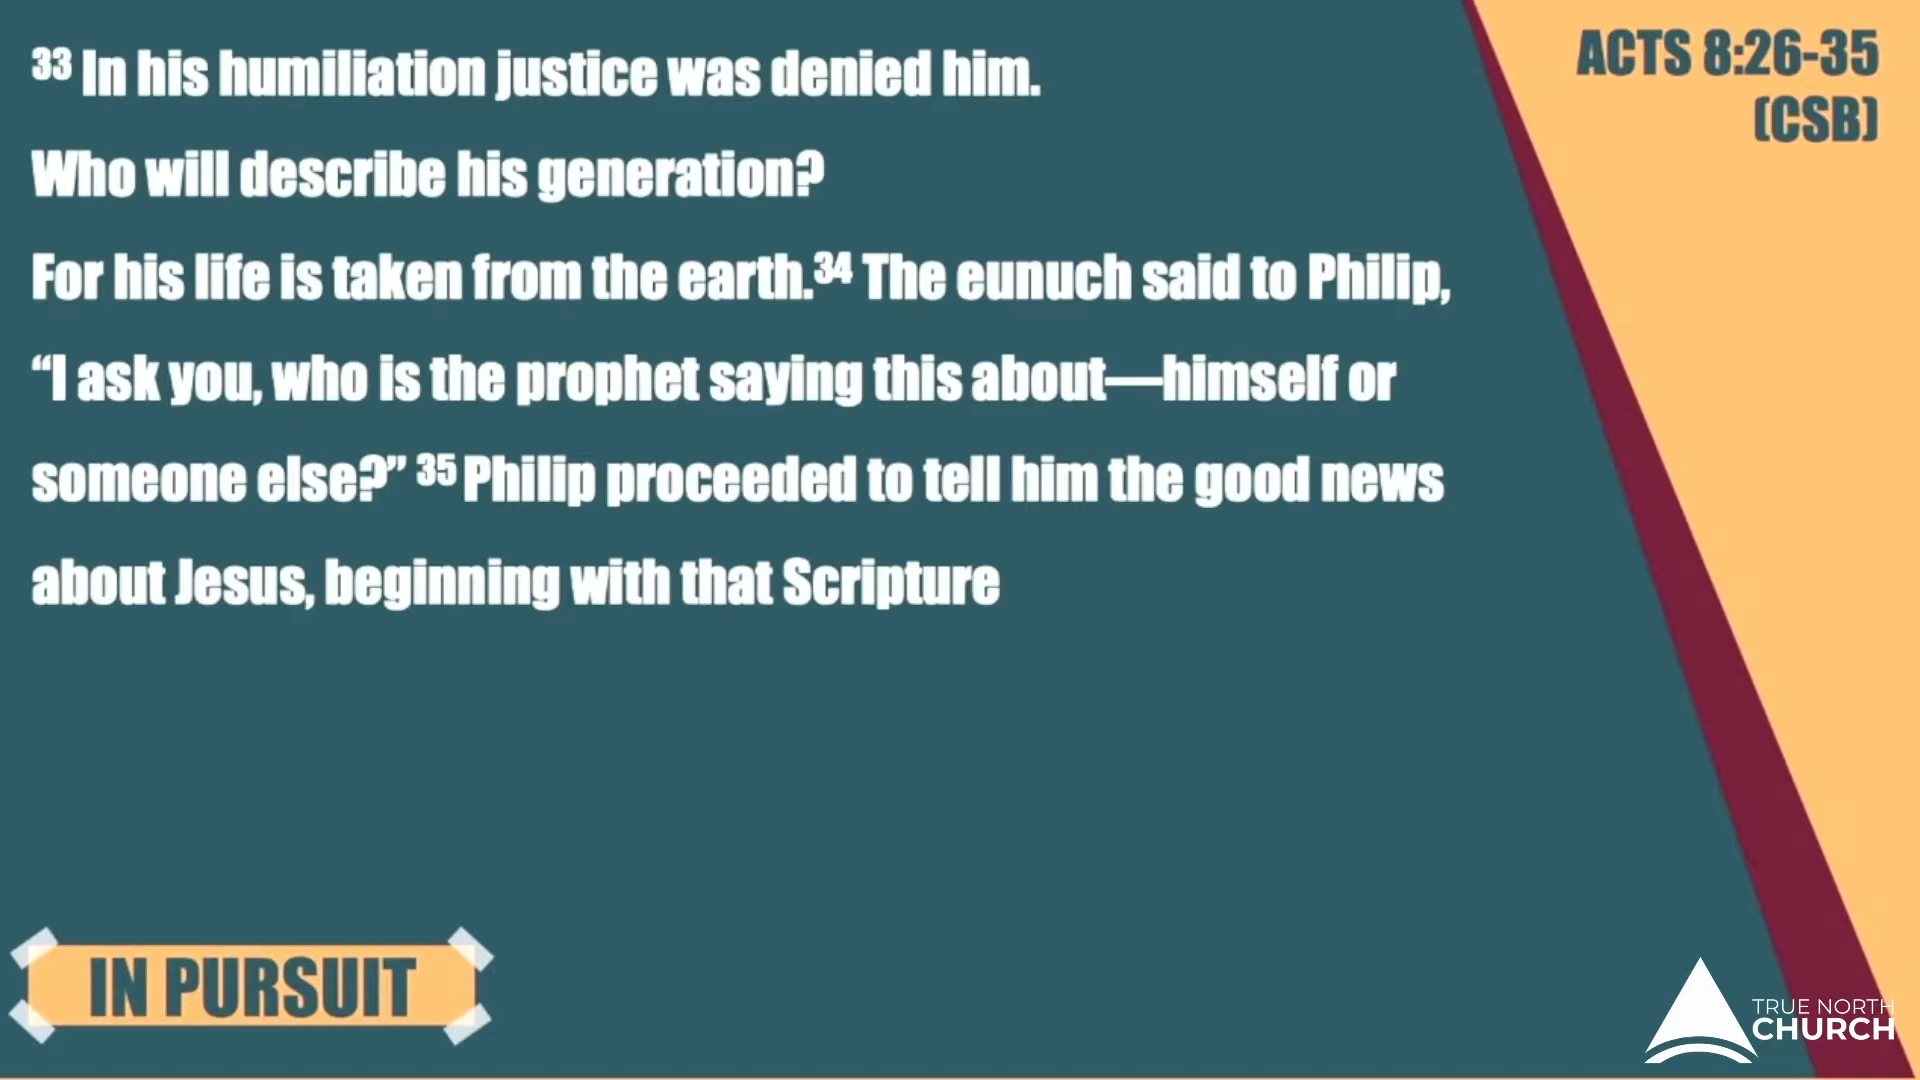 ³³ In his humiliation justice was denied him.
Who will describe his generation?
For his life is taken from the earth.³⁴ The eunuch said to Philip,
“I ask you, who is the prophet saying this about—himself or
someone else?” ³⁵ Philip proceeded to tell him the good news
about Jesus, beginning with that Scripture
ACTS 8:26-35
(CSB)
IN PURSUIT
TRUE NORTH
CHURCH